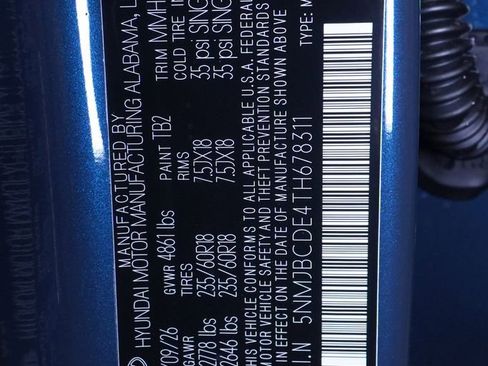 MANUFACTURED BY
HYUNDAI MOTOR MANUFACTURING ALABAMA, L
/09/26 GVWR 4861 lbs PAINT TB2 TRIM MMH
GAWR TIRES RIMS COLD TIRE IN
2778 lbs 235/60R18 7.5JX18 35 psi SING
2646 lbs 235/60R18 7.5JX18 35 psi SING
CONFORMS TO ALL APPLICABLE U.S.A. FEDERAL
MOTOR VEHICLE SAFETY AND THEFT PREVENTION STANDARDS
IN EFFECT ON THE DATE OF MANUFACTURE SHOWN ABOVE
I.N 5NMJBCDE4TH678311 TYPE: M